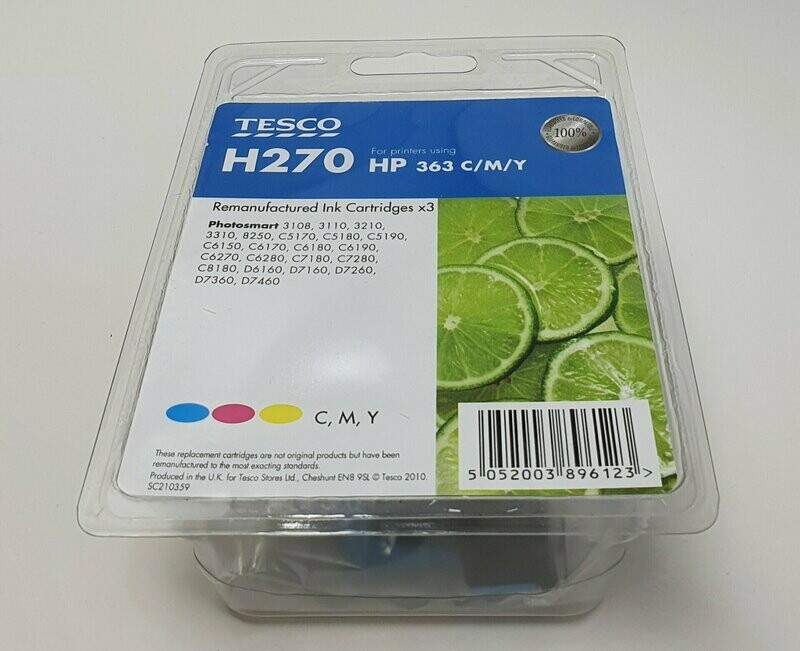 TESCO
H270 For printers using HP 363 C/M/Y
100%
Remanufactured Ink Cartridges x3
Photosmart 3108, 3110, 3210,
3310, 8250, C5170, C5180, C5190,
C6150, C6170, C6180, C6190,
C6270, C6280, C7180, C7280,
C8180, D6160, D7160, D7260,
D7360, D7460
C, M, Y
These replacement cartridges are not original products but have been
remanufactured to the most exacting standards.
Produced in the U.K. for Tesco Stores Ltd., Cheshunt EN8 9SL © Tesco 2010.
SC210359
5 052003 896123 >